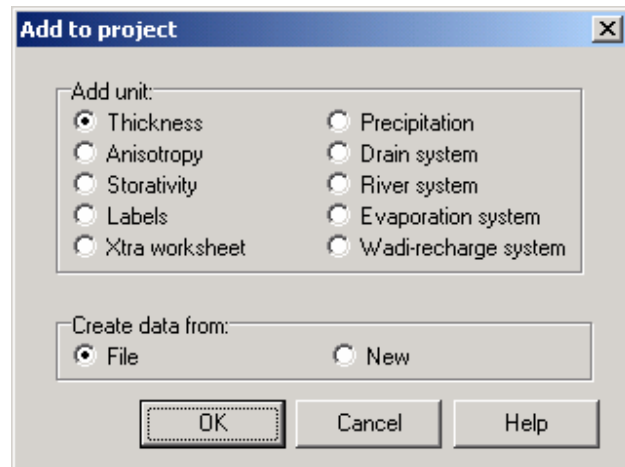 Add to project
Add unit:
Thickness
Precipitation
Anisotropy
Drain system
Storativity
River system
Labels
Evaporation system
Xtra worksheet
Wadi-recharge system
Create data from:
File
New
OK
Cancel
Help